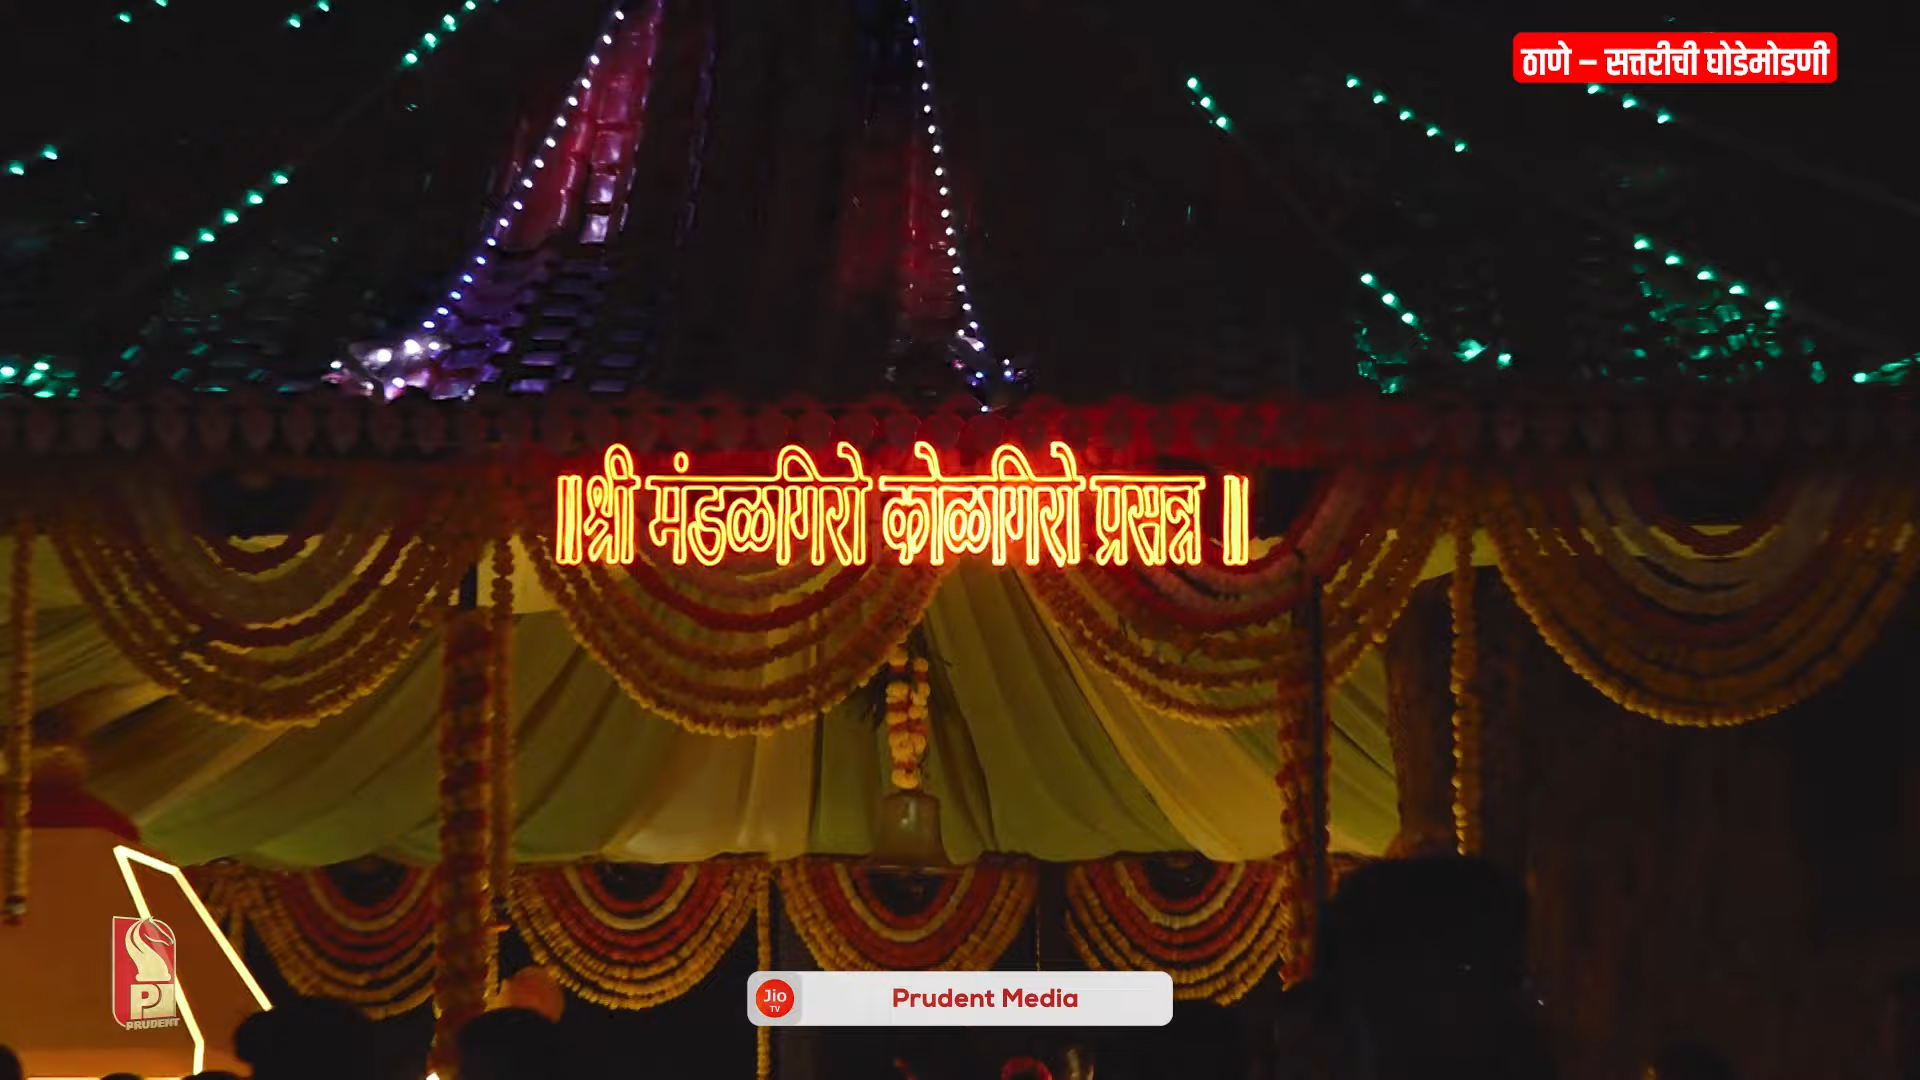 ठाणे – सत्तरीची घोडेमोडणी
॥श्री मंडळगिरो कोळगिरो प्रसन्न ॥
P
PRUDENT
Jio
TV
Prudent Media